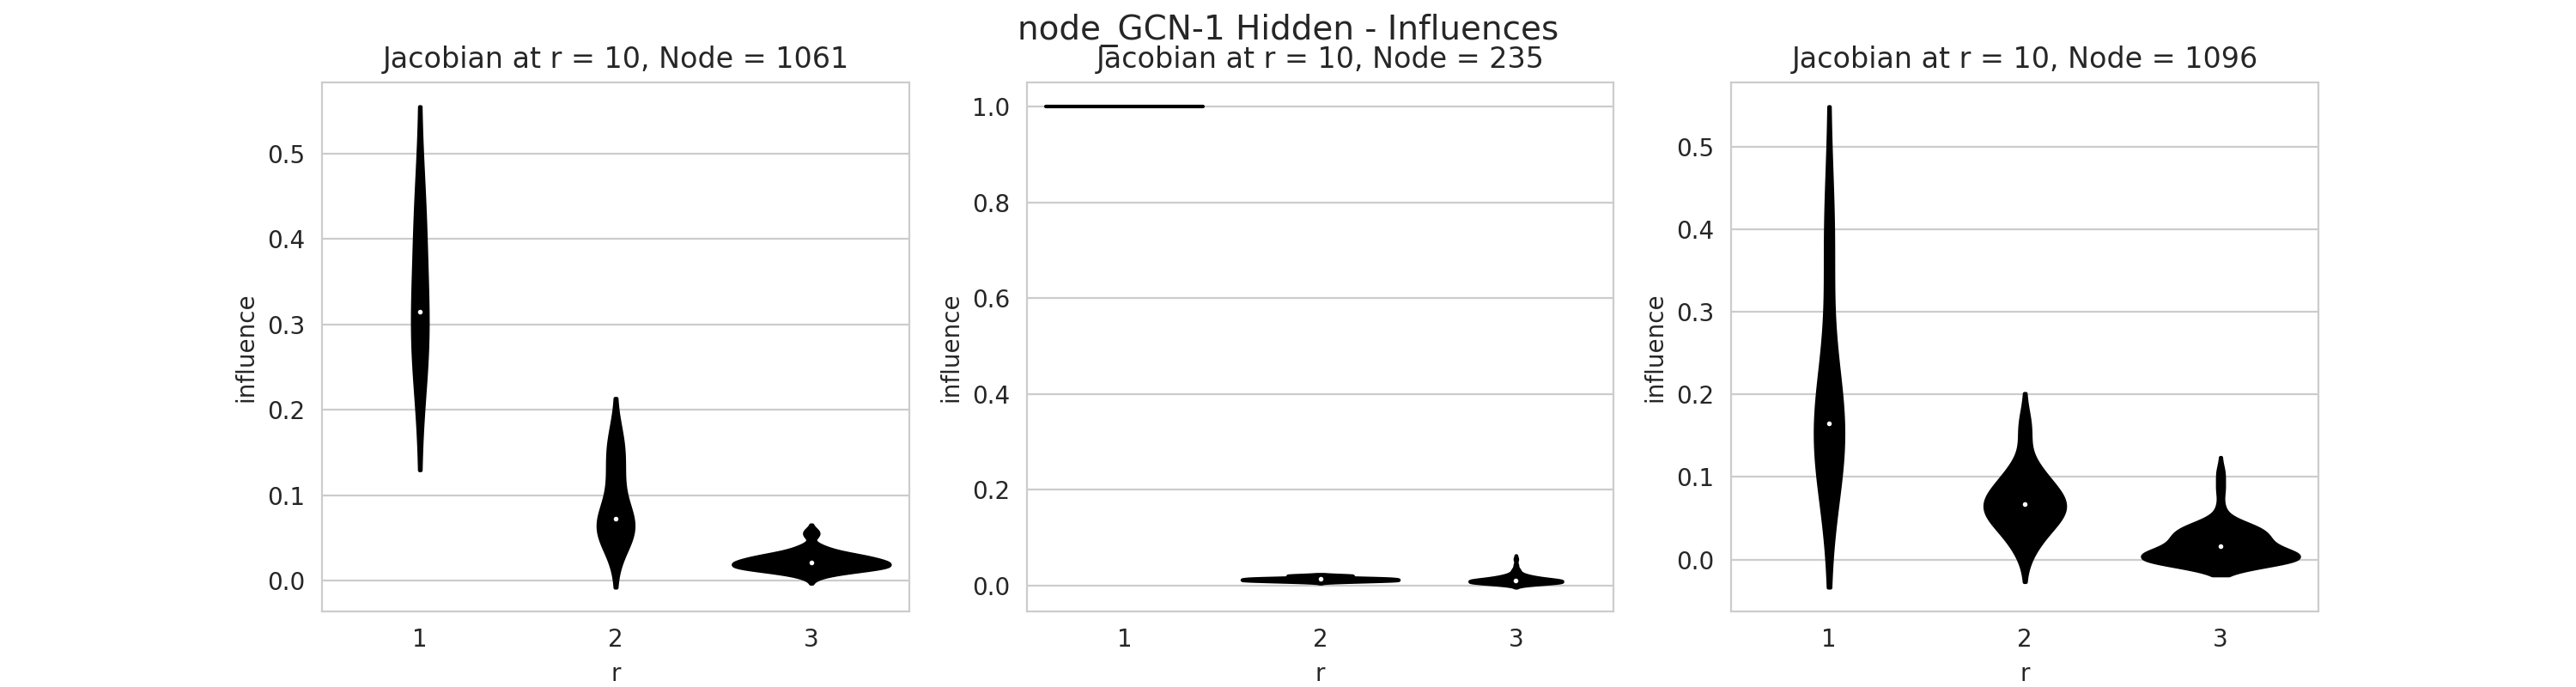 node_GCN-1 Hidden - Influences
Jacobian at r = 10, Node = 1061
influence
0.5
0.4
0.3
0.2
0.1
0.0
1 2 3
r
Jacobian at r = 10, Node = 235
influence
1.0
0.8
0.6
0.4
0.2
0.0
1 2 3
r
Jacobian at r = 10, Node = 1096
influence
0.5
0.4
0.3
0.2
0.1
0.0
1 2 3
r